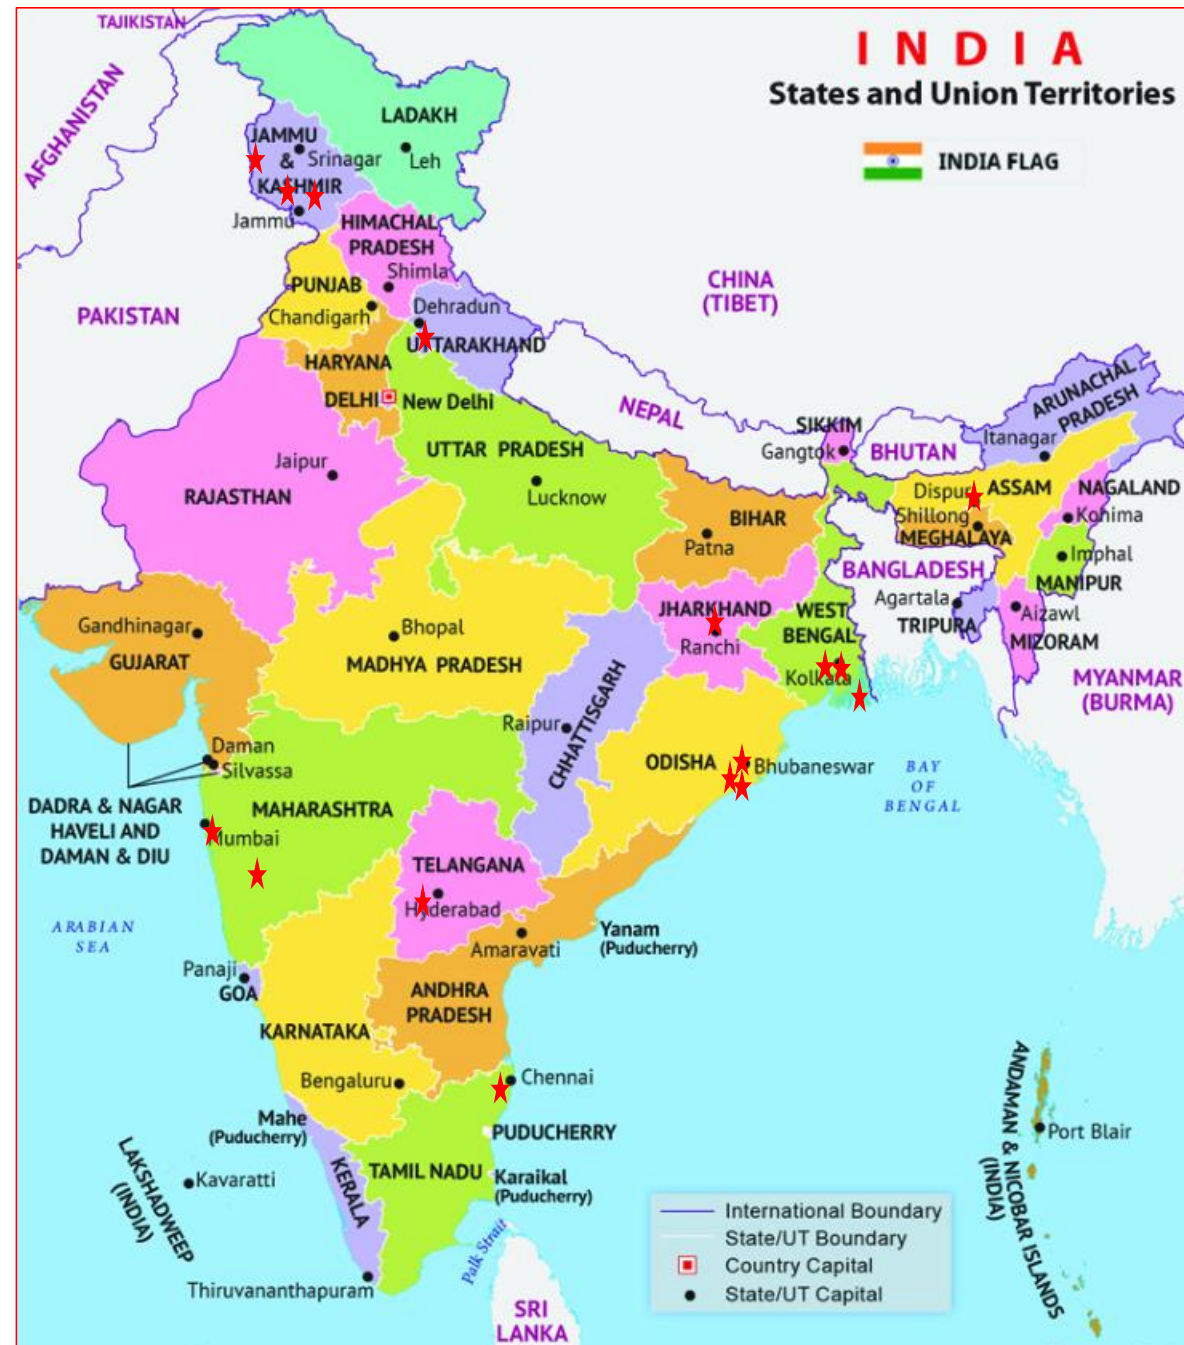 INDIA
States and Union Territories
INDIA FLAG
TAJIKISTAN
AFGHANISTAN
LADAKH
Leh
JAMMU
&
KASHMIR
Srinagar
Jammu
HIMACHAL
PRADESH
Shimla
PUNJAB
Chandigarh
PAKISTAN
CHINA
(TIBET)
Dehradun
UTTARAKHAND
HARYANA
DELHI
New Delhi
NEPAL
ARUNACHAL
PRADESH
Itanagar
SIKKIM
Gangtok
BHUTAN
UTTAR PRADESH
Lucknow
Jaipur
RAJASTHAN
BIHAR
Patna
Dispur
ASSAM
NAGALAND
Kohima
Shillong
MEGHALAYA
Imphal
MANIPUR
BANGLADESH
Agartala
TRIPURA
Aizawl
MIZORAM
MYANMAR
(BURMA)
JHARKHAND
Ranchi
WEST
BENGAL
Kolkata
Gandhinagar
GUJARAT
Bhopal
MADHYA PRADESH
CHHATTISGARH
Raipur
ODISHA
Bhubaneswar
BAY
OF
BENGAL
Daman
Silvassa
DADRA & NAGAR
HAVELI AND
DAMAN & DIU
MAHARASHTRA
Mumbai
TELANGANA
Hyderabad
ARABIAN
SEA
Amaravati
Yanam
(Puducherry)
Panaji
GOA
ANDHRA
PRADESH
KARNATAKA
Bengaluru
Chennai
Mahe
(Puducherry)
PUDUCHERRY
LAKSHADWEEP
(INDIA)
Kavaratti
KERALA
TAMIL NADU
Karaikal
(Puducherry)
ANDAMAN & NICOBAR ISLANDS
(INDIA)
Port Blair
Palk Strait
Thiruvananthapuram
SRI
LANKA
International Boundary
State/UT Boundary
Country Capital
State/UT Capital